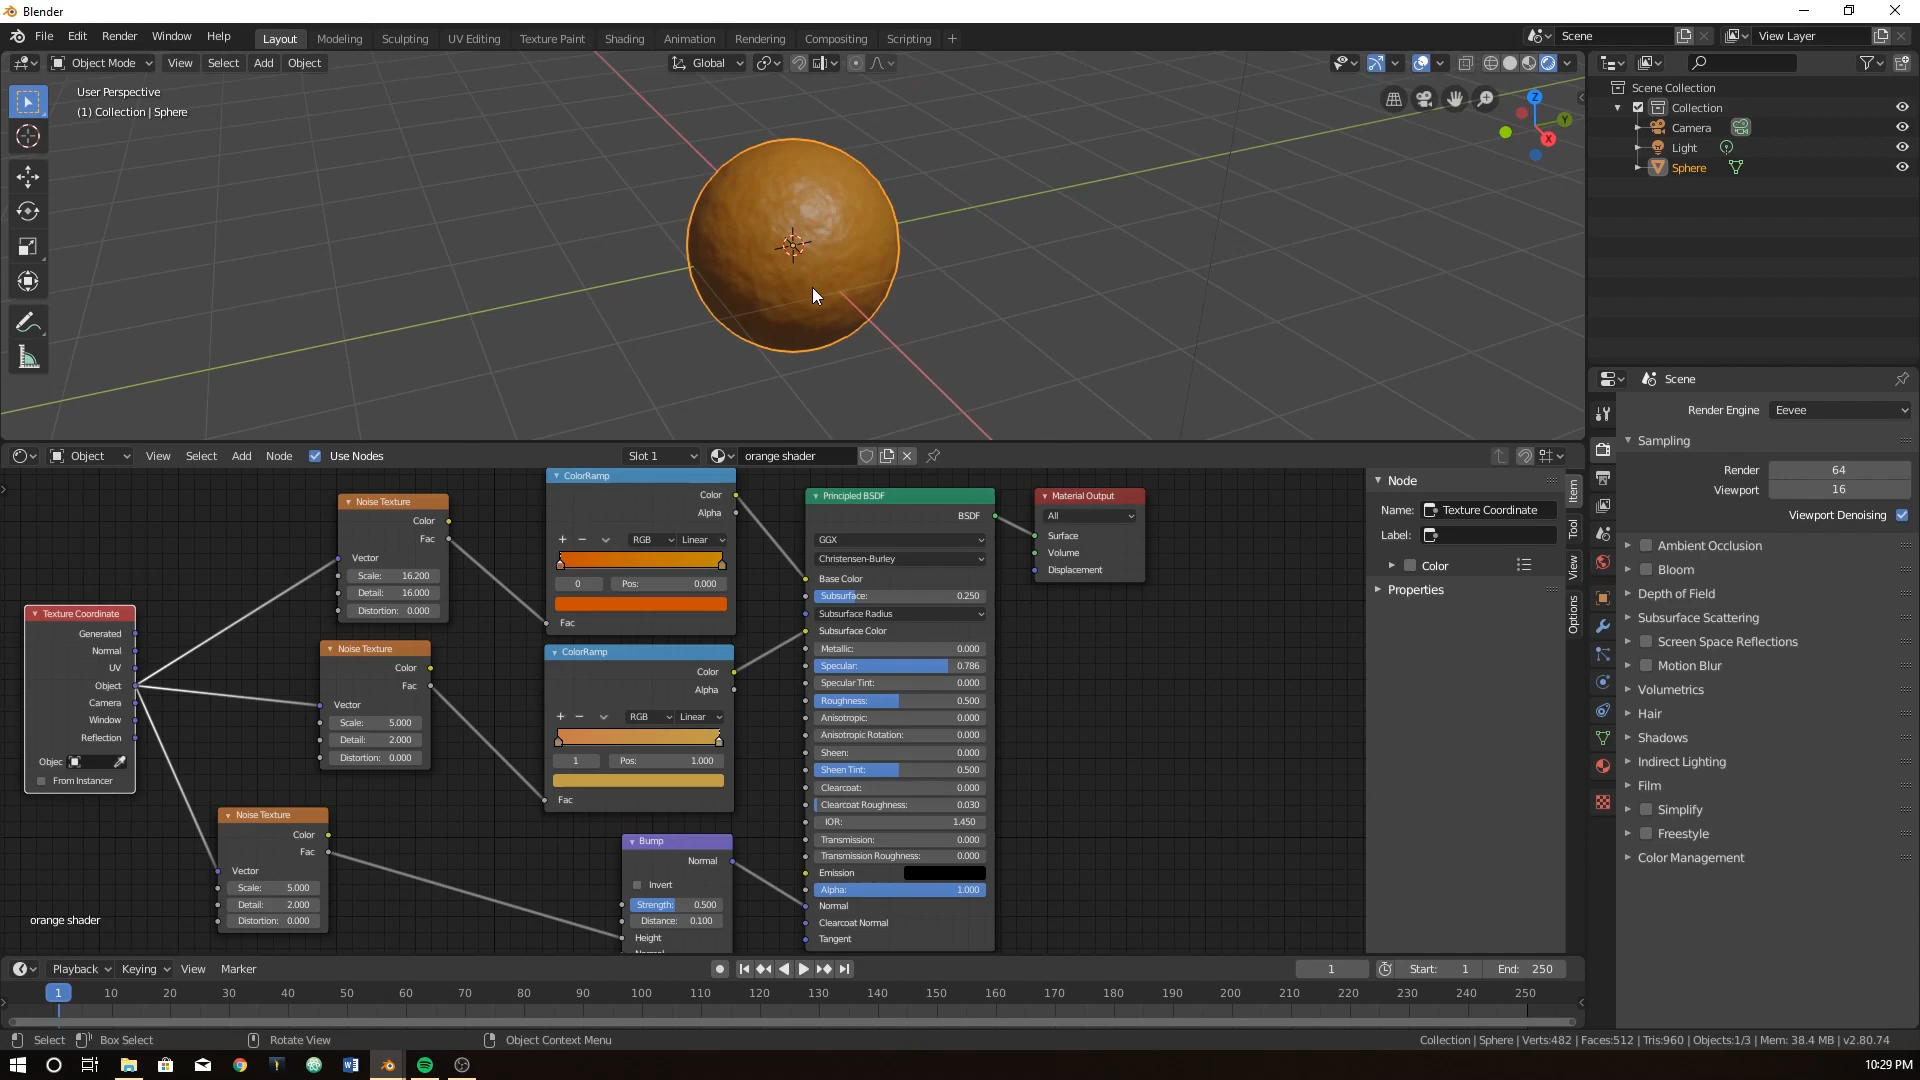 Blender
File Edit Render Window Help Layout Modeling Sculpting UV Editing Texture Paint Shading Animation Rendering Compositing Scripting + Scene View Layer
Object Mode View Select Add Object Global
User Perspective
(1) Collection | Sphere
Z
Y
X
Scene Collection
Collection
Camera
Light
Sphere
Scene
Render Engine Eevee
Sampling
Render 64
Viewport 16
Viewport Denoising
Ambient Occlusion
Bloom
Depth of Field
Subsurface Scattering
Screen Space Reflections
Motion Blur
Volumetrics
Hair
Shadows
Indirect Lighting
Film
Simplify
Freestyle
Color Management
Object View Select Add Node Use Nodes Slot 1 orange shader
Texture Coordinate
Generated
Normal
UV
Object
Camera
Window
Reflection
Objec
From Instancer
Noise Texture
Color
Fac
Vector
Scale: 16.200
Detail: 16.000
Distortion: 0.000
Noise Texture
Color
Fac
Vector
Scale: 5.000
Detail: 2.000
Distortion: 0.000
Noise Texture
Color
Fac
Vector
Scale: 5.000
Detail: 2.000
Distortion: 0.000
ColorRamp
Color
Alpha
RGB Linear
0 Pos: 0.000
Fac
ColorRamp
Color
Alpha
RGB Linear
1 Pos: 1.000
Fac
Bump
Normal
Invert
Strength: 0.500
Distance: 0.100
Height
Normal
Principled BSDF
BSDF
GGX
Christensen-Burley
Base Color
Subsurface: 0.250
Subsurface Radius
Subsurface Color
Metallic: 0.000
Specular: 0.786
Specular Tint: 0.000
Roughness: 0.500
Anisotropic: 0.000
Anisotropic Rotation: 0.000
Sheen: 0.000
Sheen Tint: 0.500
Clearcoat: 0.000
Clearcoat Roughness: 0.030
IOR: 1.450
Transmission: 0.000
Transmission Roughness: 0.000
Emission
Alpha: 1.000
Normal
Clearcoat Normal
Tangent
Material Output
All
Surface
Volume
Displacement
Node
Name: Texture Coordinate
Label:
Color
Properties
Item
Tool
View
Options
orange shader
Playback Keying View Marker 1 Start: 1 End: 250
1 10 20 30 40 50 60 70 80 90 100 110 120 130 140 150 160 170 180 190 200 210 220 230 240 250
Select Box Select Rotate View Object Context Menu Collection | Sphere | Verts:482 | Faces:512 | Tris:960 | Objects:1/3 | Mem: 38.4 MB | v2.80.74
10:29 PM